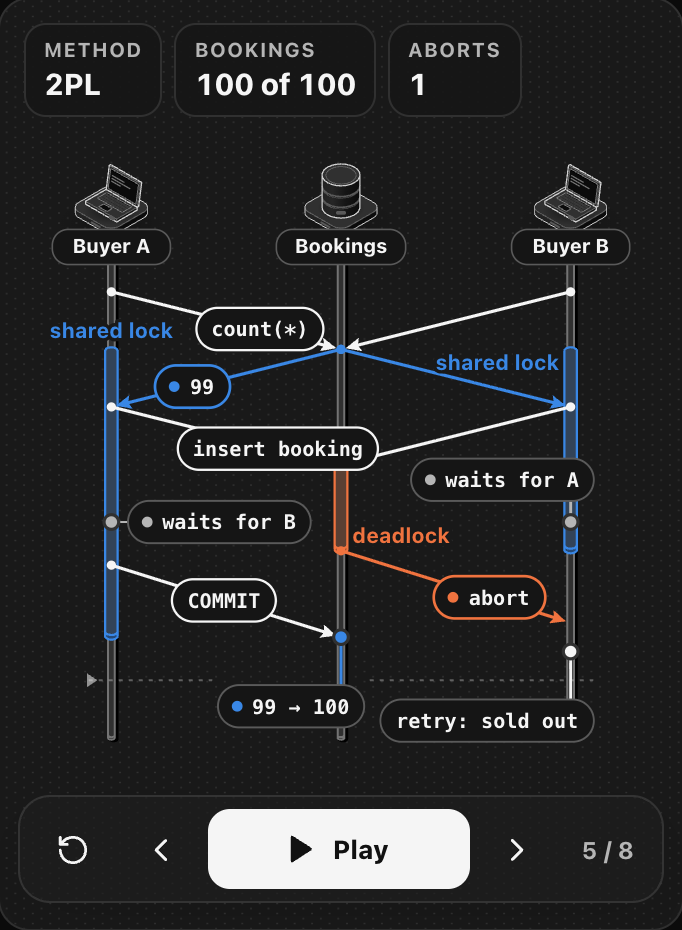 METHOD
2PL
BOOKINGS
100 of 100
ABORTS
1
Buyer A
Bookings
Buyer B
shared lock
count(*)
shared lock
99
insert booking
waits for A
waits for B
deadlock
abort
COMMIT
99 → 100
retry: sold out
Play
5 / 8